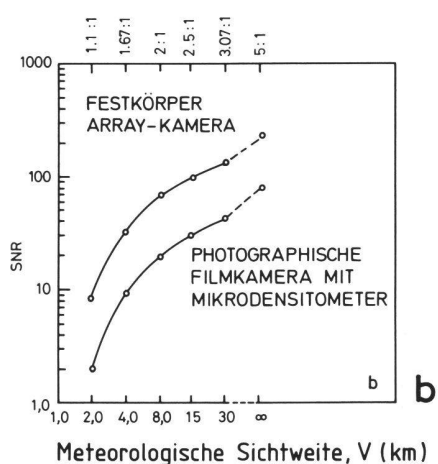 1.1:1 1.67:1 2:1 2.5:1 3.07:1 5:1
1000
FESTKÖRPER
ARRAY-KAMERA
100
SNR
PHOTOGRAPHISCHE
FILMKAMERA MIT
MIKRODENSITOMETER
10
b
b
1,0
1,0 2,0 4,0 8,0 15 30 ∞
Meteorologische Sichtweite, V (km)